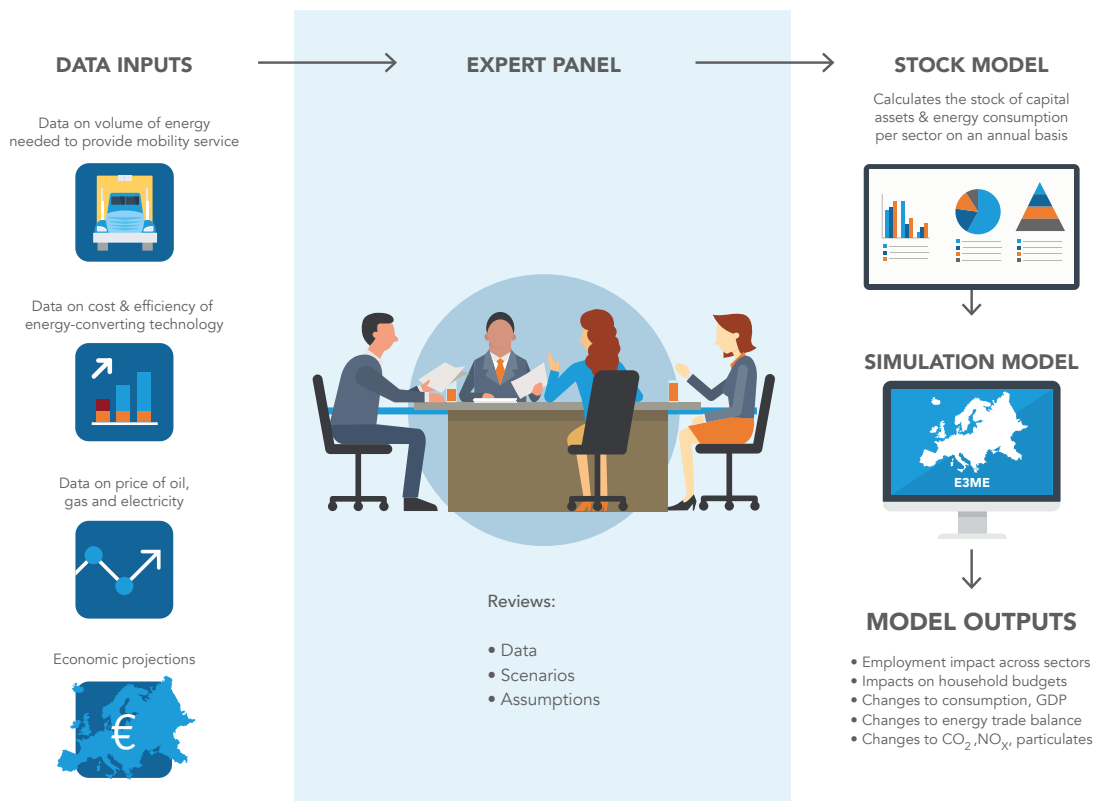 DATA INPUTS
Data on volume of energy
needed to provide mobility service
Data on cost & efficiency of
energy-converting technology
Data on price of oil,
gas and electricity
Economic projections
€
EXPERT PANEL
Reviews:
• Data
• Scenarios
• Assumptions
STOCK MODEL
Calculates the stock of capital
assets & energy consumption
per sector on an annual basis
SIMULATION MODEL
E3ME
MODEL OUTPUTS
• Employment impact across sectors
• Impacts on household budgets
• Changes to consumption, GDP
• Changes to energy trade balance
• Changes to CO2 ,NOX, particulates